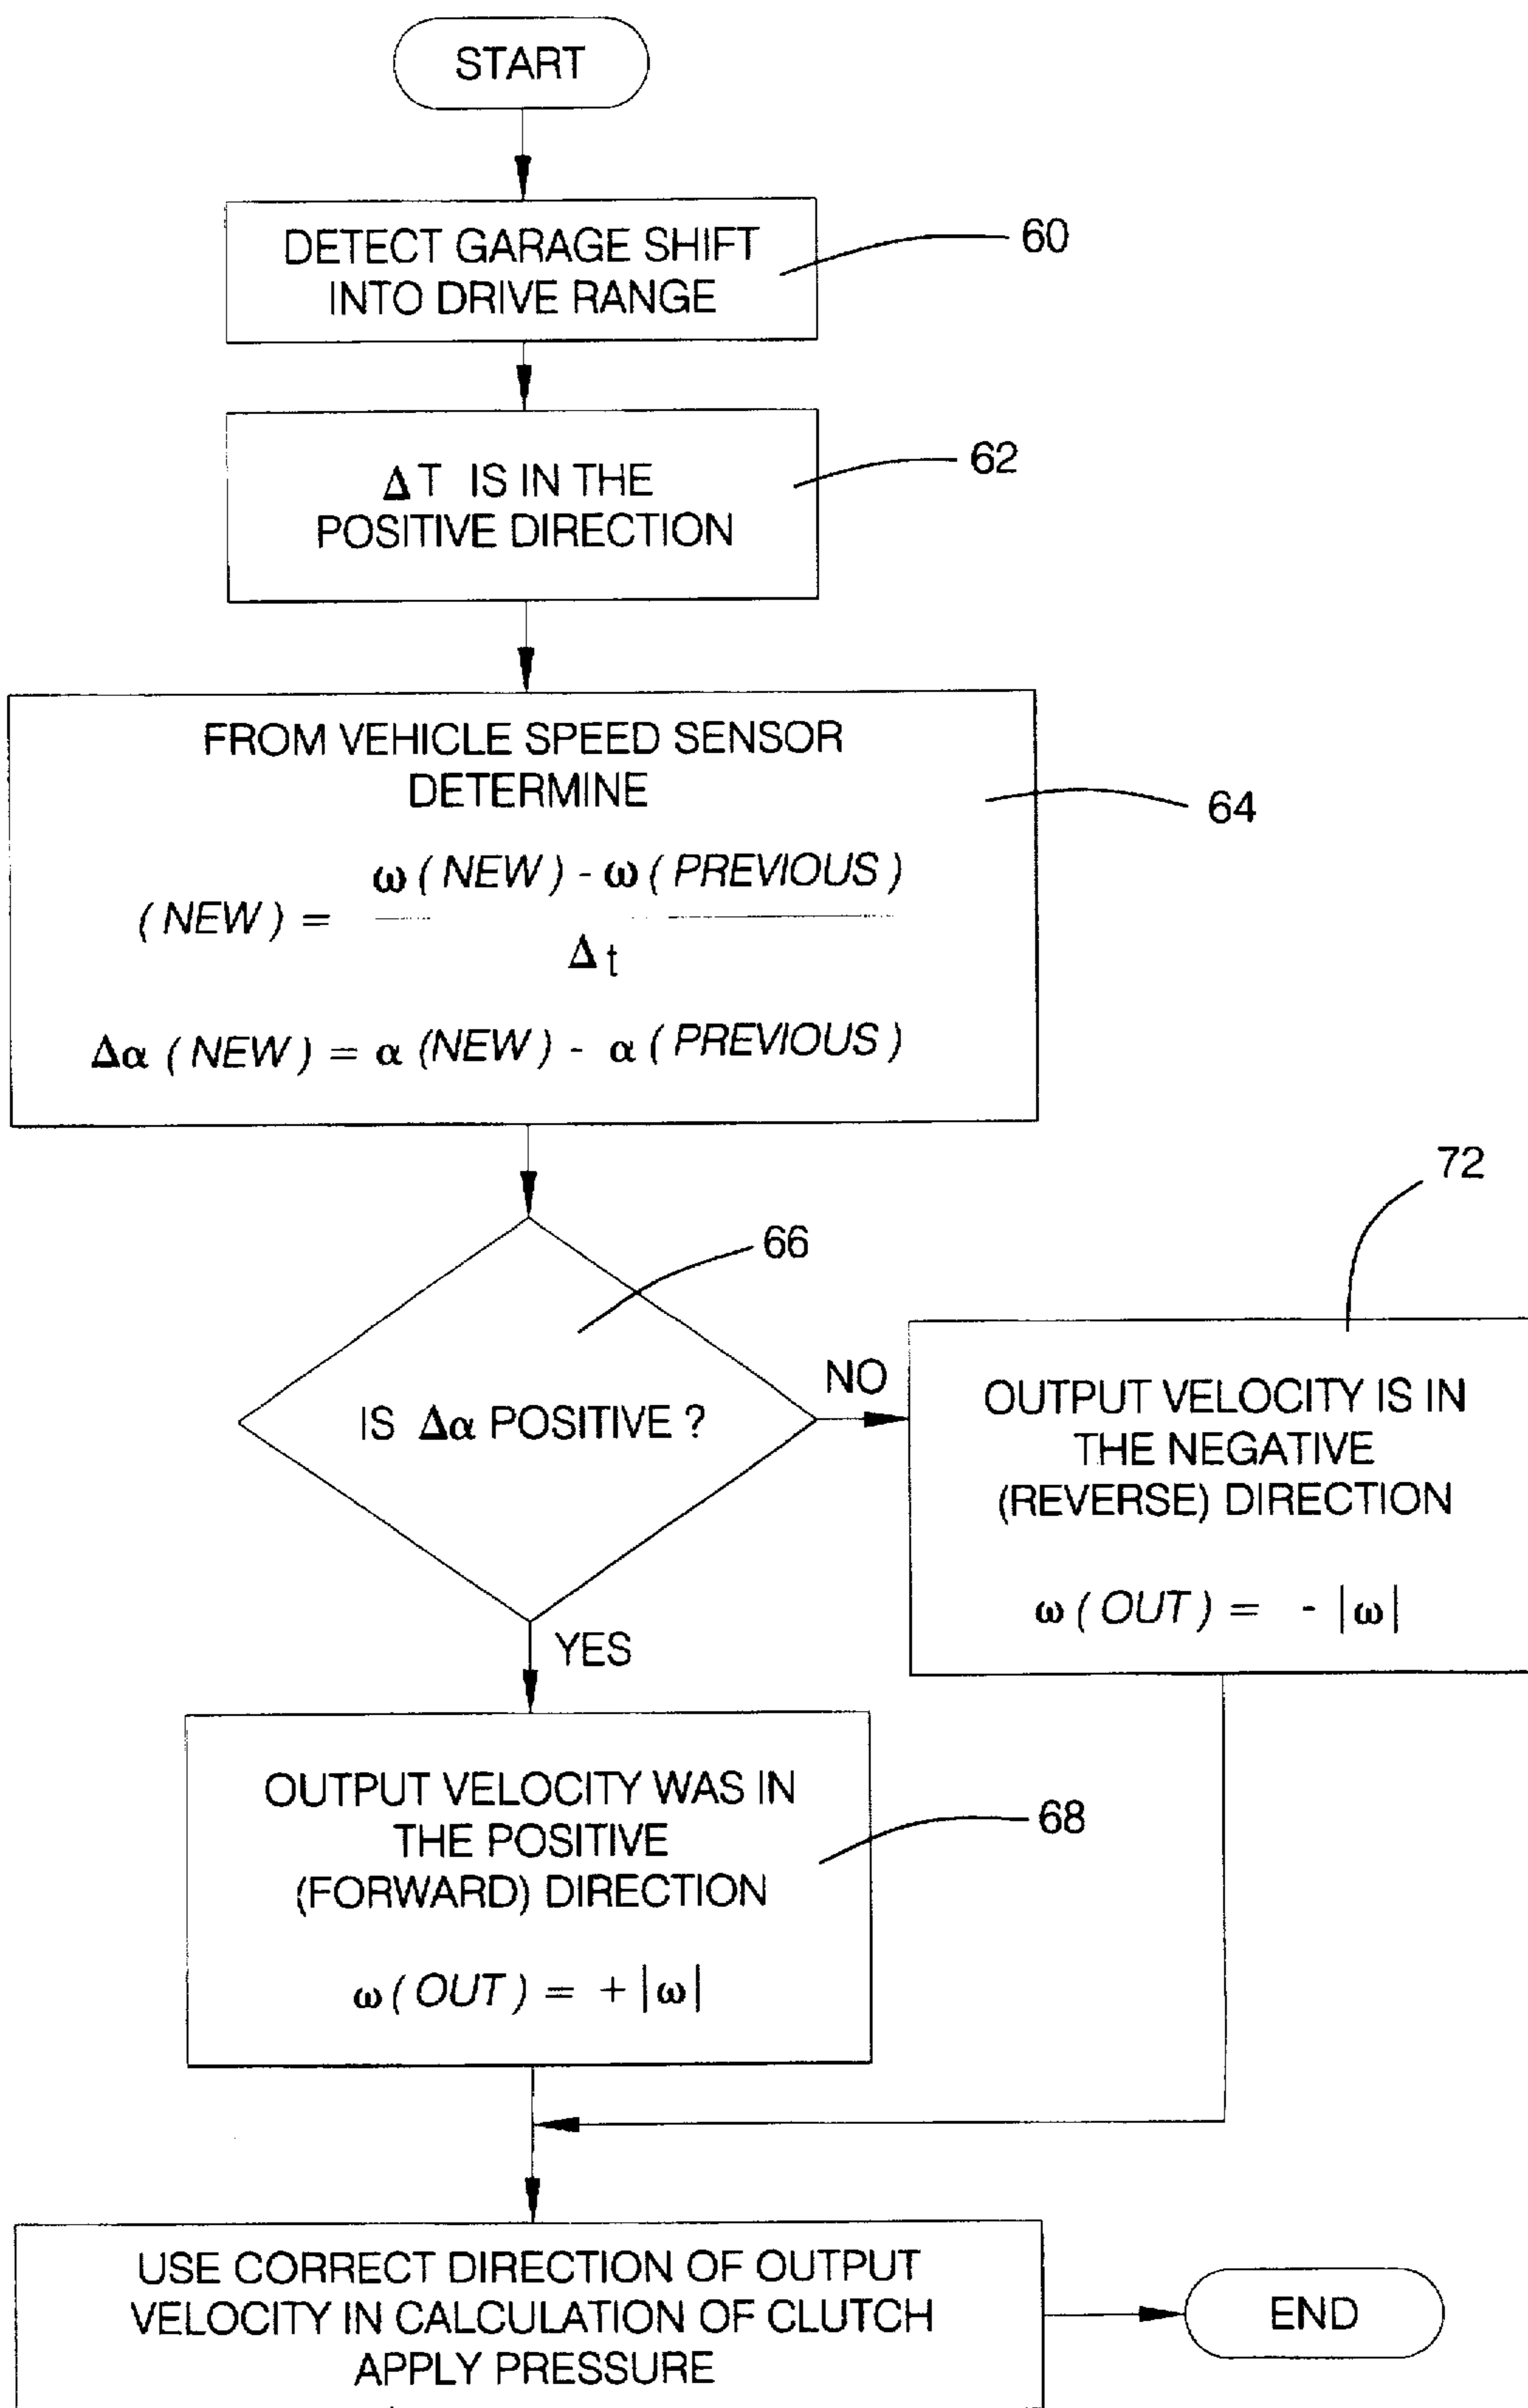 START
DETECT GARAGE SHIFT
INTO DRIVE RANGE
60
ΔT IS IN THE
POSITIVE DIRECTION
62
FROM VEHICLE SPEED SENSOR
DETERMINE
64
ω (NEW) - ω (PREVIOUS)
(NEW) =
Δt
Δα (NEW) = α (NEW) - α (PREVIOUS)
66
72
IS Δα POSITIVE ?
NO
OUTPUT VELOCITY IS IN
THE NEGATIVE
(REVERSE) DIRECTION
ω (OUT) = - |ω|
YES
OUTPUT VELOCITY WAS IN
THE POSITIVE
(FORWARD) DIRECTION
68
ω (OUT) = + |ω|
USE CORRECT DIRECTION OF OUTPUT
VELOCITY IN CALCULATION OF CLUTCH
APPLY PRESSURE
END